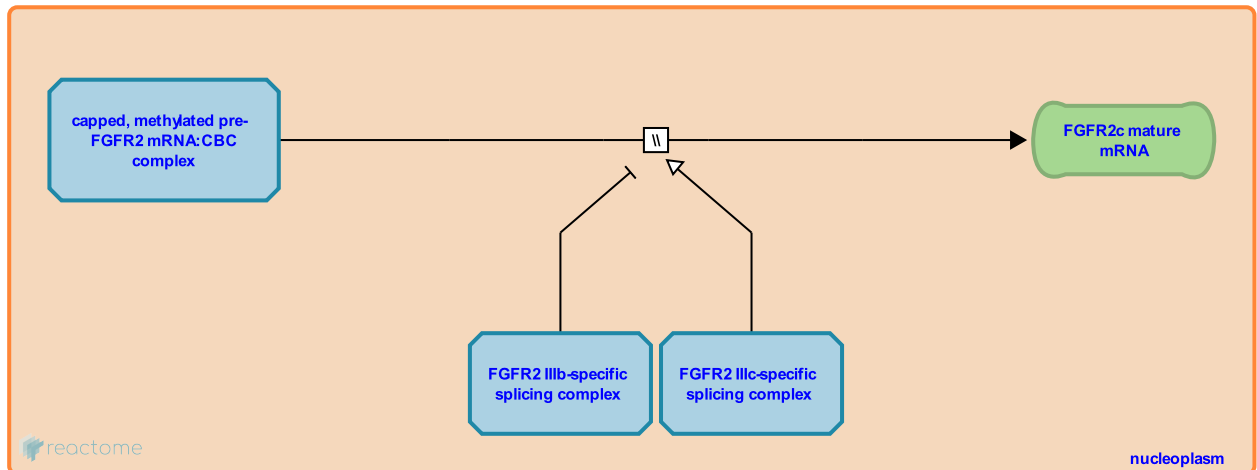 capped, methylated pre-
FGFR2 mRNA:CBC
complex
\\
FGFR2c mature
mRNA
FGFR2 IIIb-specific
splicing complex
FGFR2 IIIc-specific
splicing complex
reactome
nucleoplasm